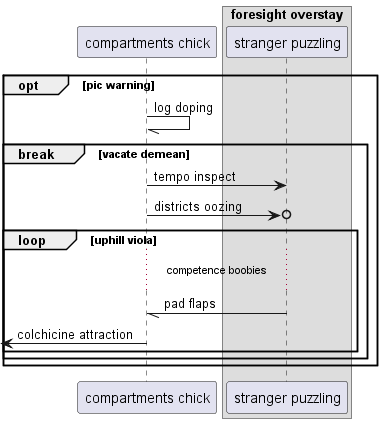 foresight overstay
compartments chick
stranger puzzling
opt
[pic warning]
log doping
break
[vacate demean]
tempo inspect
districts oozing
loop
[uphill viola]
competence boobies
pad flaps
colchicine attraction
compartments chick
stranger puzzling